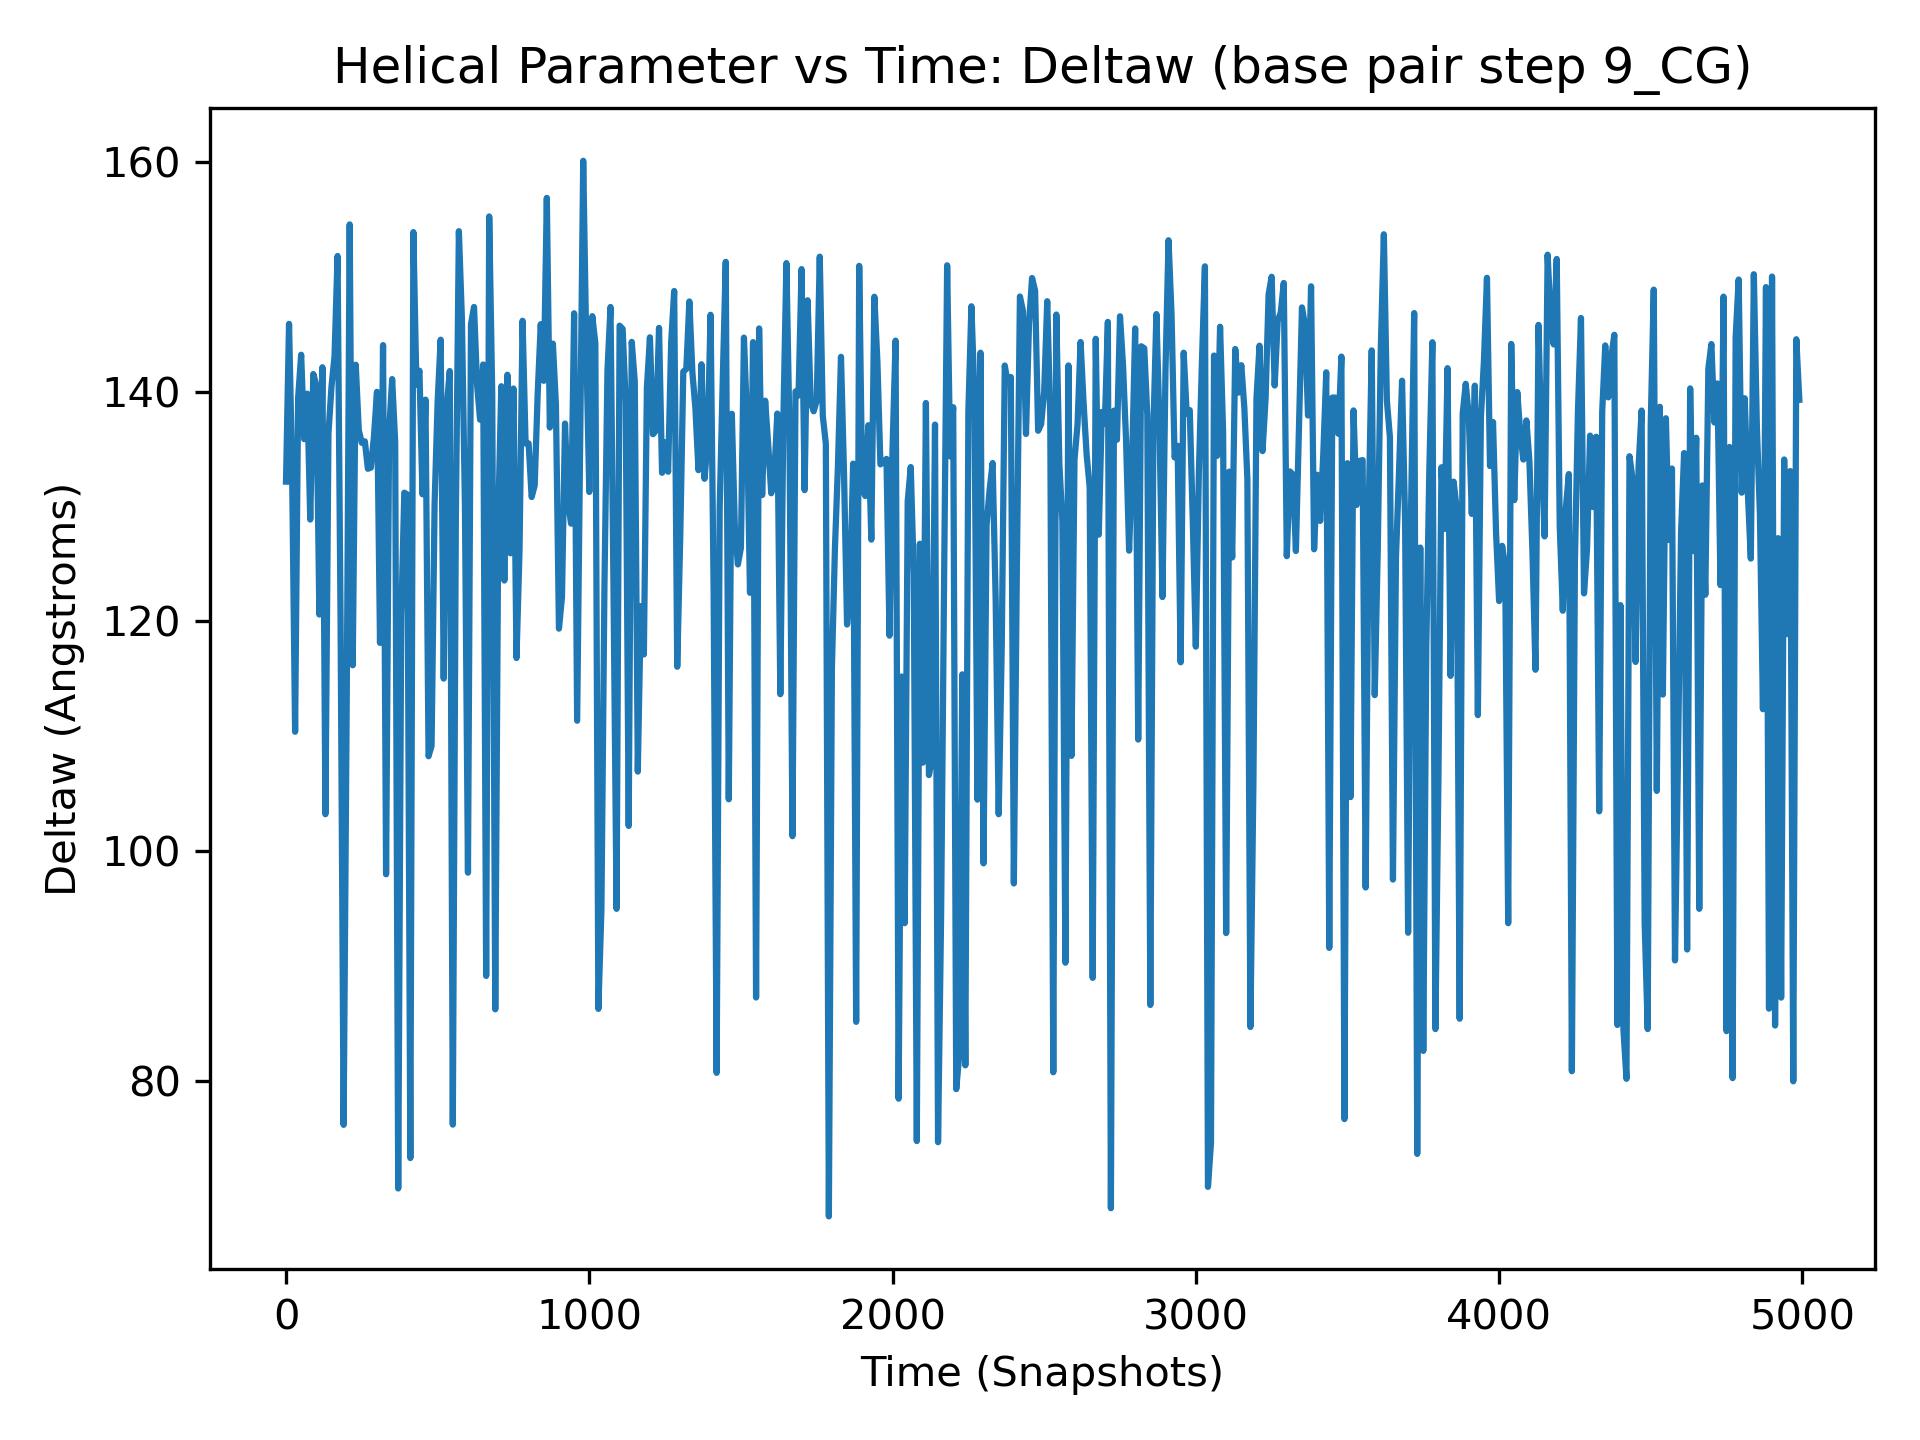 Helical Parameter vs Time: Deltaw (base pair step 9_CG)
160
140
120
100
80
Deltaw (Angstroms)
0 1000 2000 3000 4000 5000
Time (Snapshots)